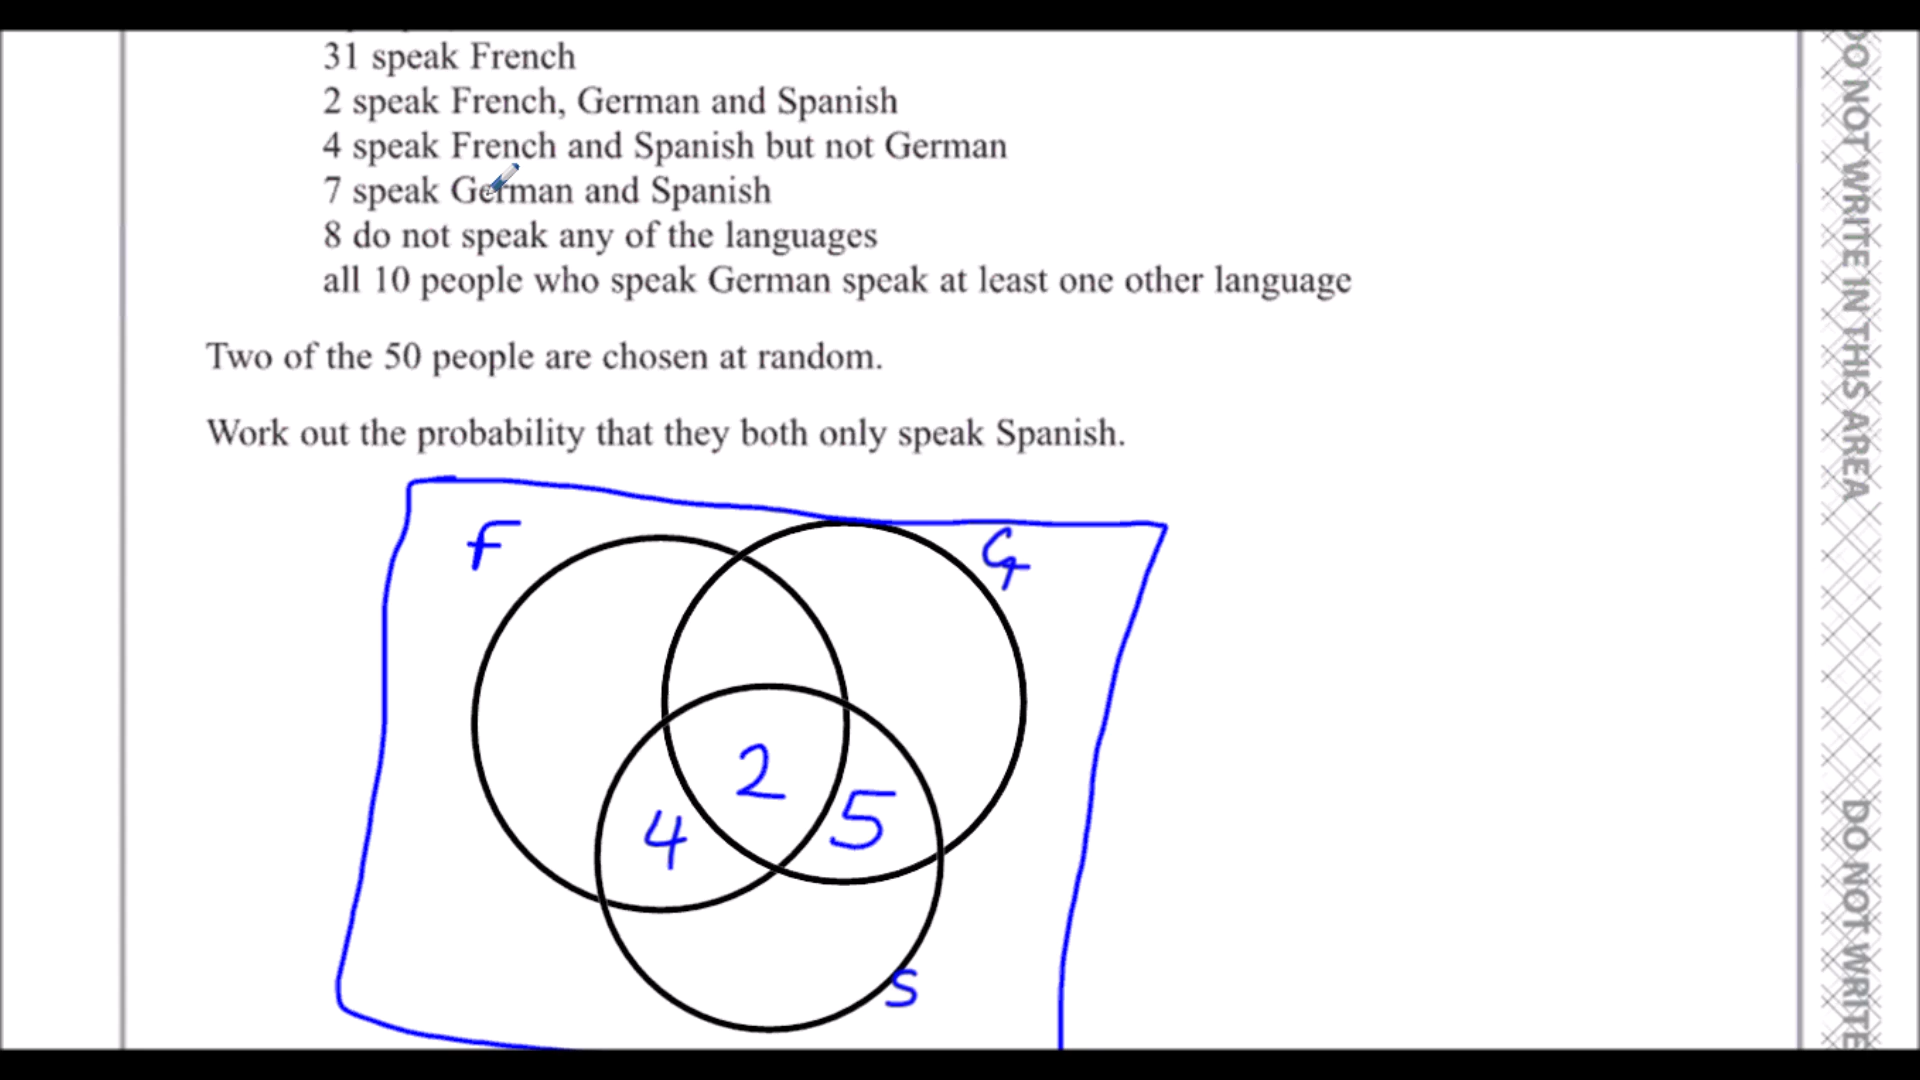 31 speak French
2 speak French, German and Spanish
4 speak French and Spanish but not German
7 speak German and Spanish
8 do not speak any of the languages
all 10 people who speak German speak at least one other language
Two of the 50 people are chosen at random.
Work out the probability that they both only speak Spanish.
F
G
2
4
5
S
DO NOT WRITE IN THIS AREA
DO NOT WRITE